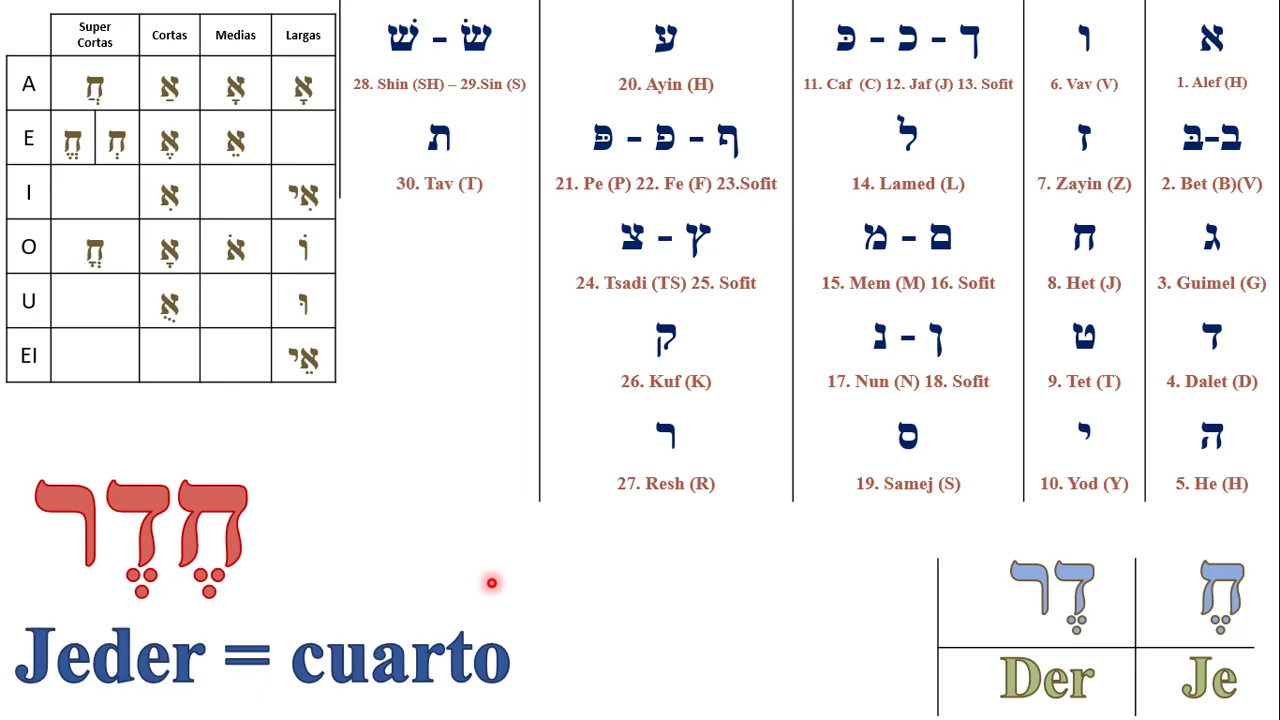 Super Cortas Cortas Medias Largas
A חֲ אַ אָ אָ
E חֱ חְ אֶ אֵ
I אִ אִי
O חֳ אָ אֹ וֹ
U אֻ וּ
EI אֵי
שׁ - שׂ
28. Shin (SH) – 29.Sin (S)
ת
30. Tav (T)
ע
20. Ayin (H)
פּ - פ - ף
21. Pe (P) 22. Fe (F) 23.Sofit
צ - ץ
24. Tsadi (TS) 25. Sofit
ק
26. Kuf (K)
ר
27. Resh (R)
כּ - כ - ך
11. Caf (C) 12. Jaf (J) 13. Sofit
ל
14. Lamed (L)
מ - ם
15. Mem (M) 16. Sofit
נ - ן
17. Nun (N) 18. Sofit
ס
19. Samej (S)
ו
6. Vav (V)
ז
7. Zayin (Z)
ח
8. Het (J)
ט
9. Tet (T)
י
10. Yod (Y)
א
1. Alef (H)
בּ-ב
2. Bet (B)(V)
ג
3. Guimel (G)
ד
4. Dalet (D)
ה
5. He (H)
חֶדֶר
Jeder = cuarto
חֶ דֶר
Der Je